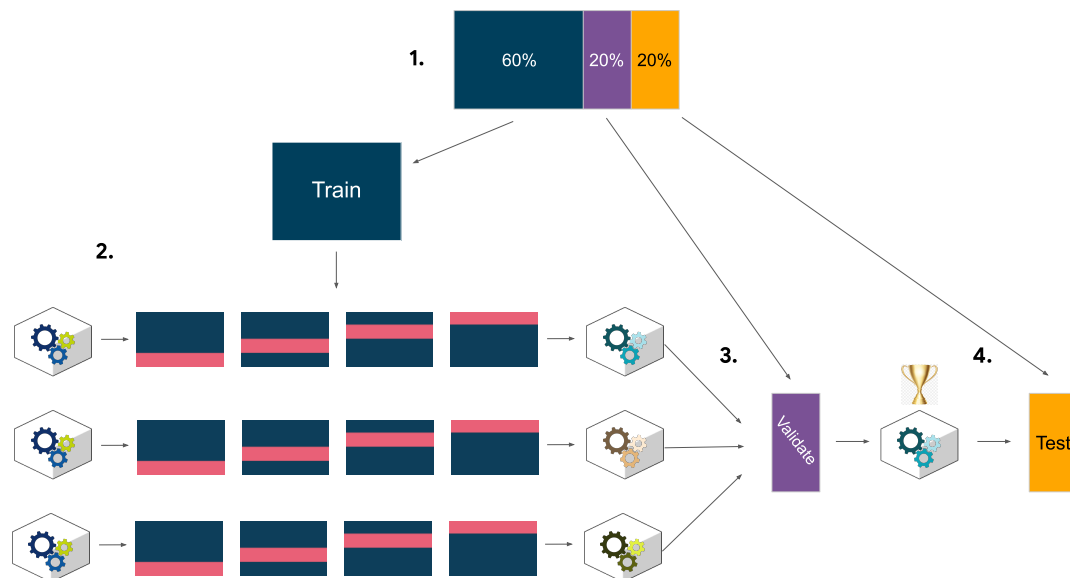 1.
60%
20%
20%
Train
2.
3.
4.
Validate
Test